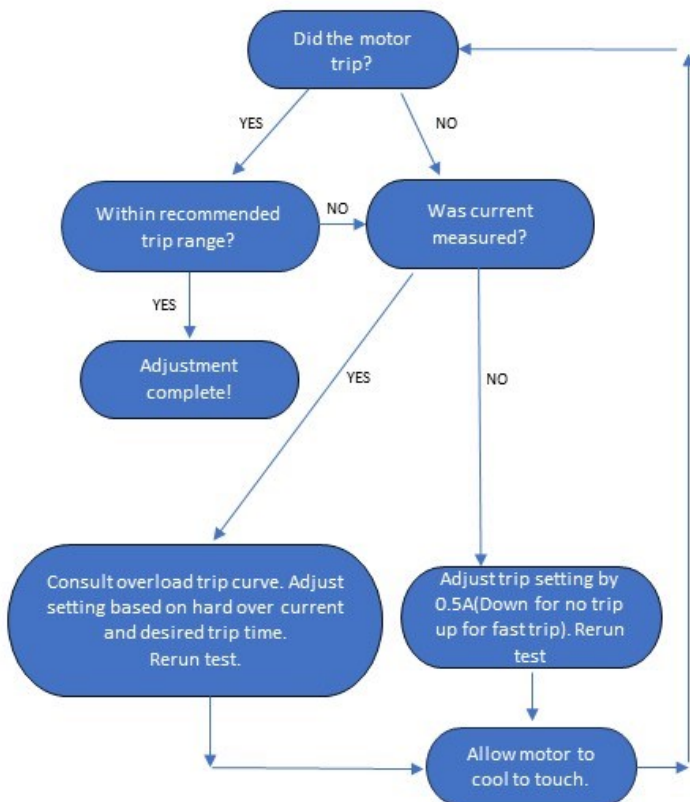 Did the motor
trip?
YES
NO
Within recommended
trip range?
NO
Was current
measured?
YES
Adjustment
complete!
YES
NO
Consult overload trip curve. Adjust
setting based on hard over current
and desired trip time.
Rerun test.
Adjust trip setting by
0.5A(Down for no trip
up for fast trip). Rerun
test
Allow motor to
cool to touch.